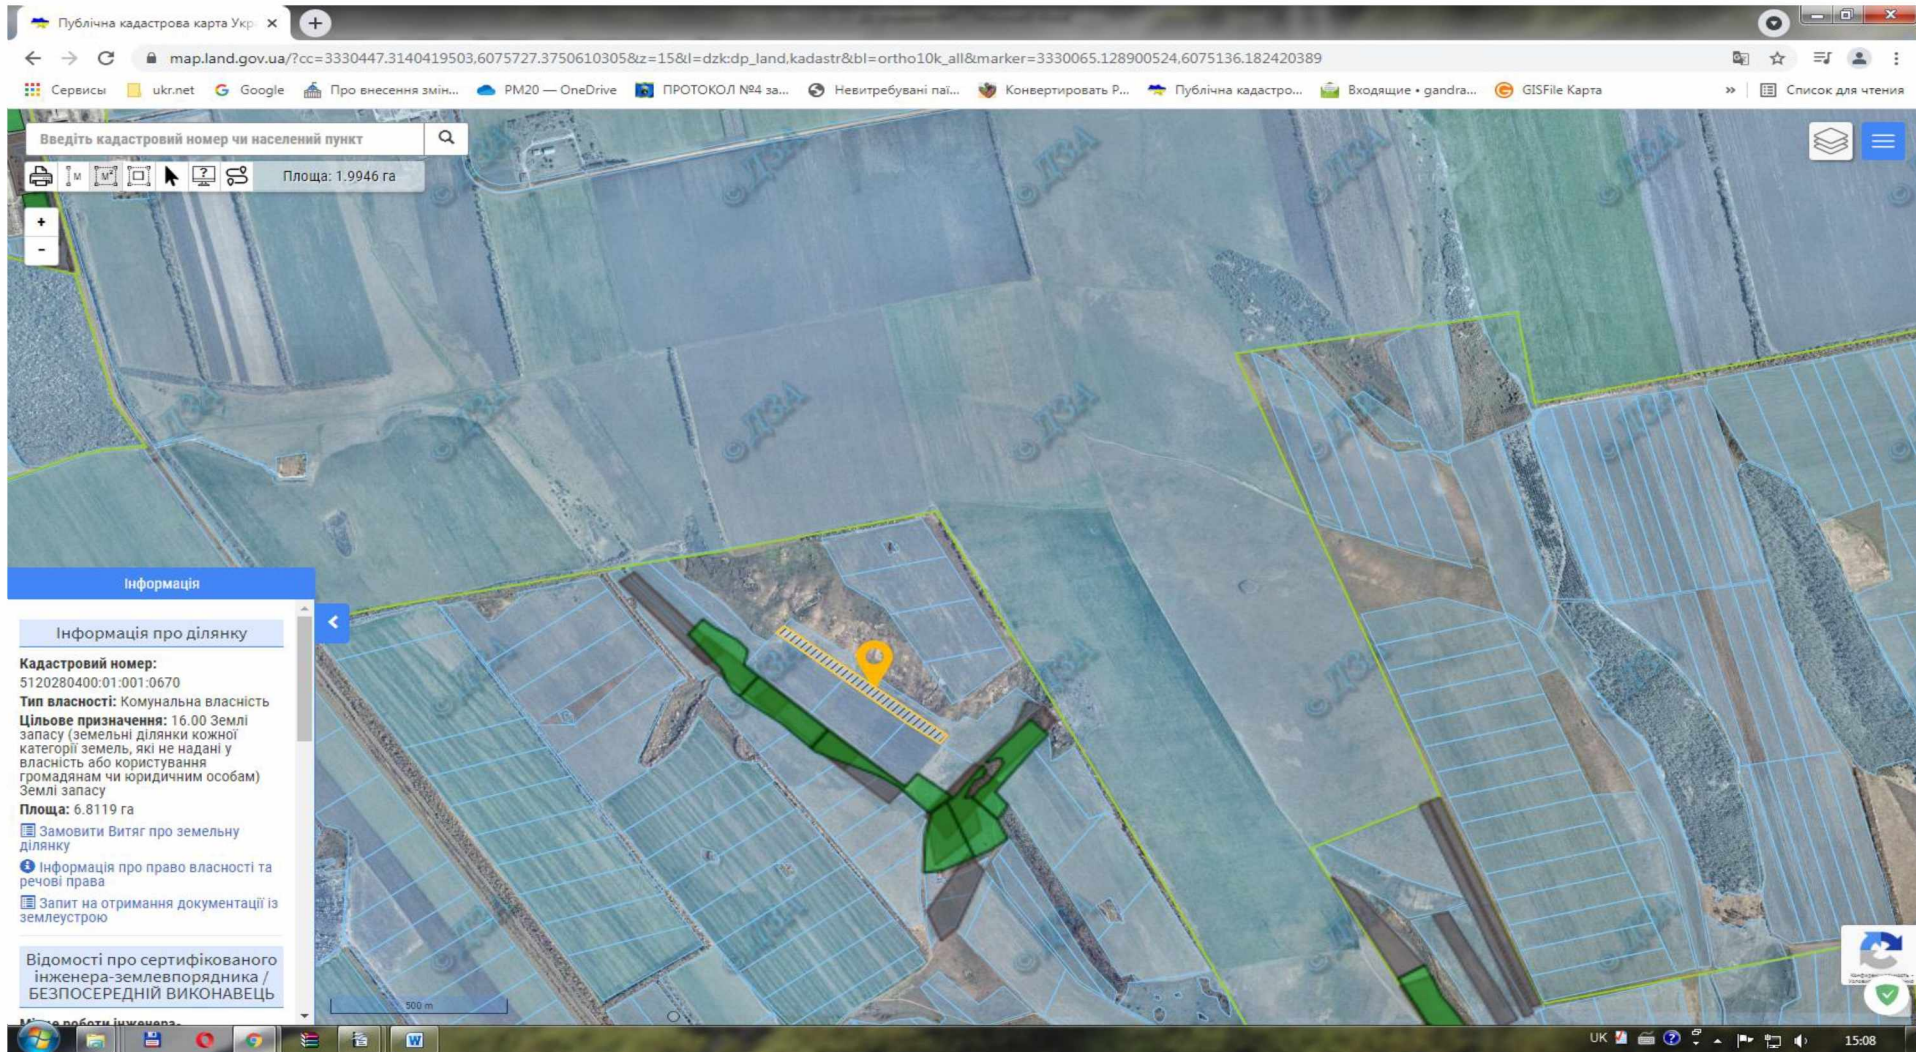 Публічна кадастрова карта Укр
map.land.gov.ua/?cc=3330447.3140419503,6075727.3750610305&z=15&l=dzk:dp_land,kadastr&bl=ortho10k_all&marker=3330065.128900524,6075136.182420389
Сервисы ukr.net Google Про внесення змін... PM20 — OneDrive ПРОТОКОЛ №4 за... Невитребувані паї... Конвертировать P... Публічна кадастро... Входящие • gandra... GISFile Карта » Список для чтения
Введіть кадастровий номер чи населений пункт
Площа: 1.9946 га
+
-
© ДЗА
Інформація
Інформація про ділянку
Кадастровий номер:
5120280400:01:001:0670
Тип власності: Комунальна власність
Цільове призначення: 16.00 Землі
запасу (земельні ділянки кожної
категорії земель, які не надані у
власність або користування
громадянам чи юридичним особам)
Землі запасу
Площа: 6.8119 га
Замовити Витяг про земельну
ділянку
Інформація про право власності та
речові права
Запит на отримання документації із
землеустрою
Відомості про сертифікованого
інженера-землевпорядника /
БЕЗПОСЕРЕДНІЙ ВИКОНАВЕЦЬ
500 m
UK
15:08